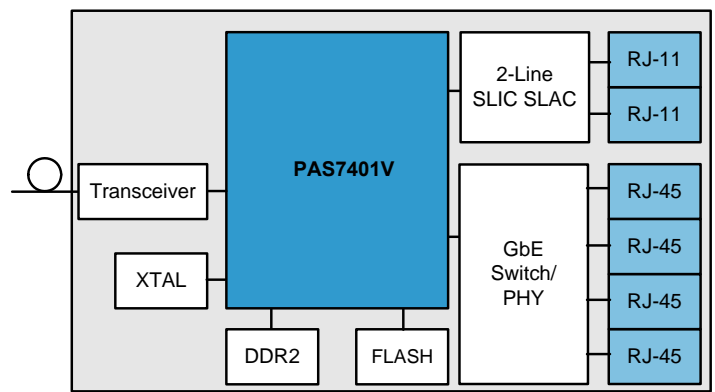 2-Line
SLIC SLAC
RJ-11
RJ-11
PAS7401V
Transceiver
XTAL
GbE
Switch/
PHY
RJ-45
RJ-45
RJ-45
RJ-45
DDR2
FLASH